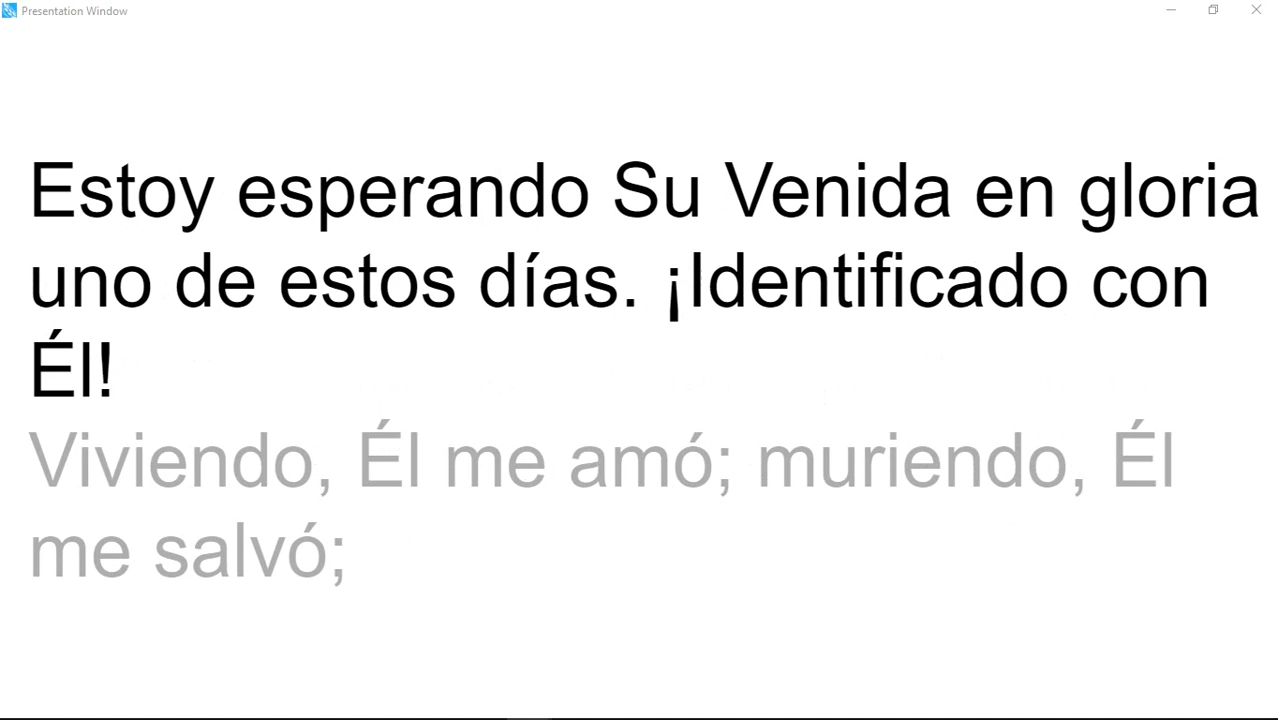 Presentation Window
Estoy esperando Su Venida en gloria
uno de estos días. ¡Identificado con
Él!
Viviendo, Él me amó; muriendo, Él
me salvó;